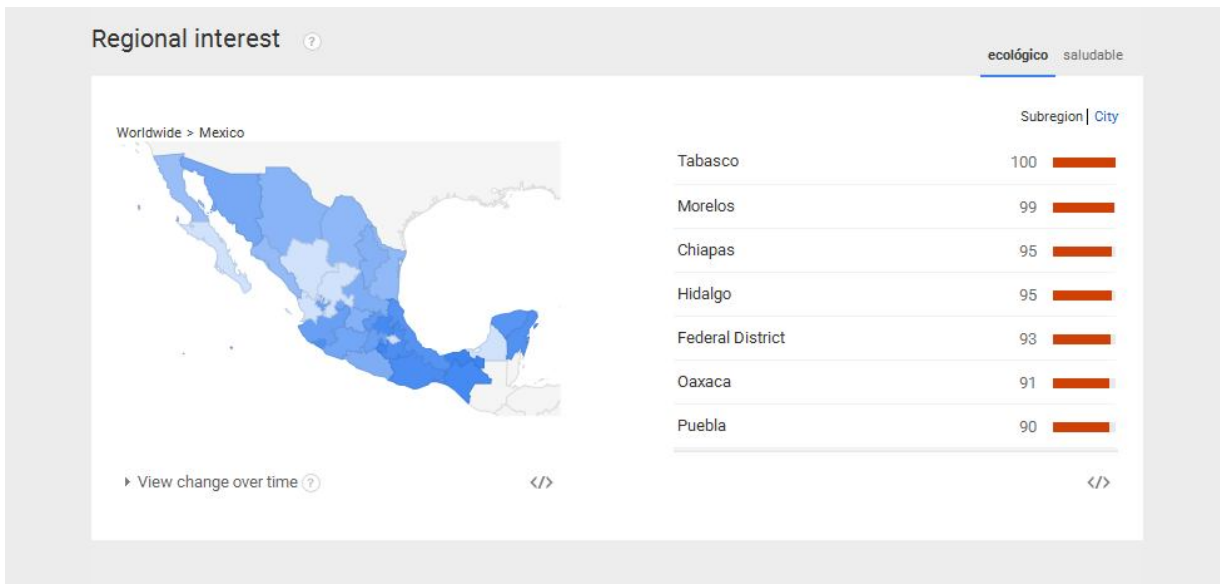 Regional interest ?
ecológico saludable
Subregion | City
Worldwide > Mexico
Tabasco 100
Morelos 99
Chiapas 95
Hidalgo 95
Federal District 93
Oaxaca 91
Puebla 90
View change over time ? </> </>